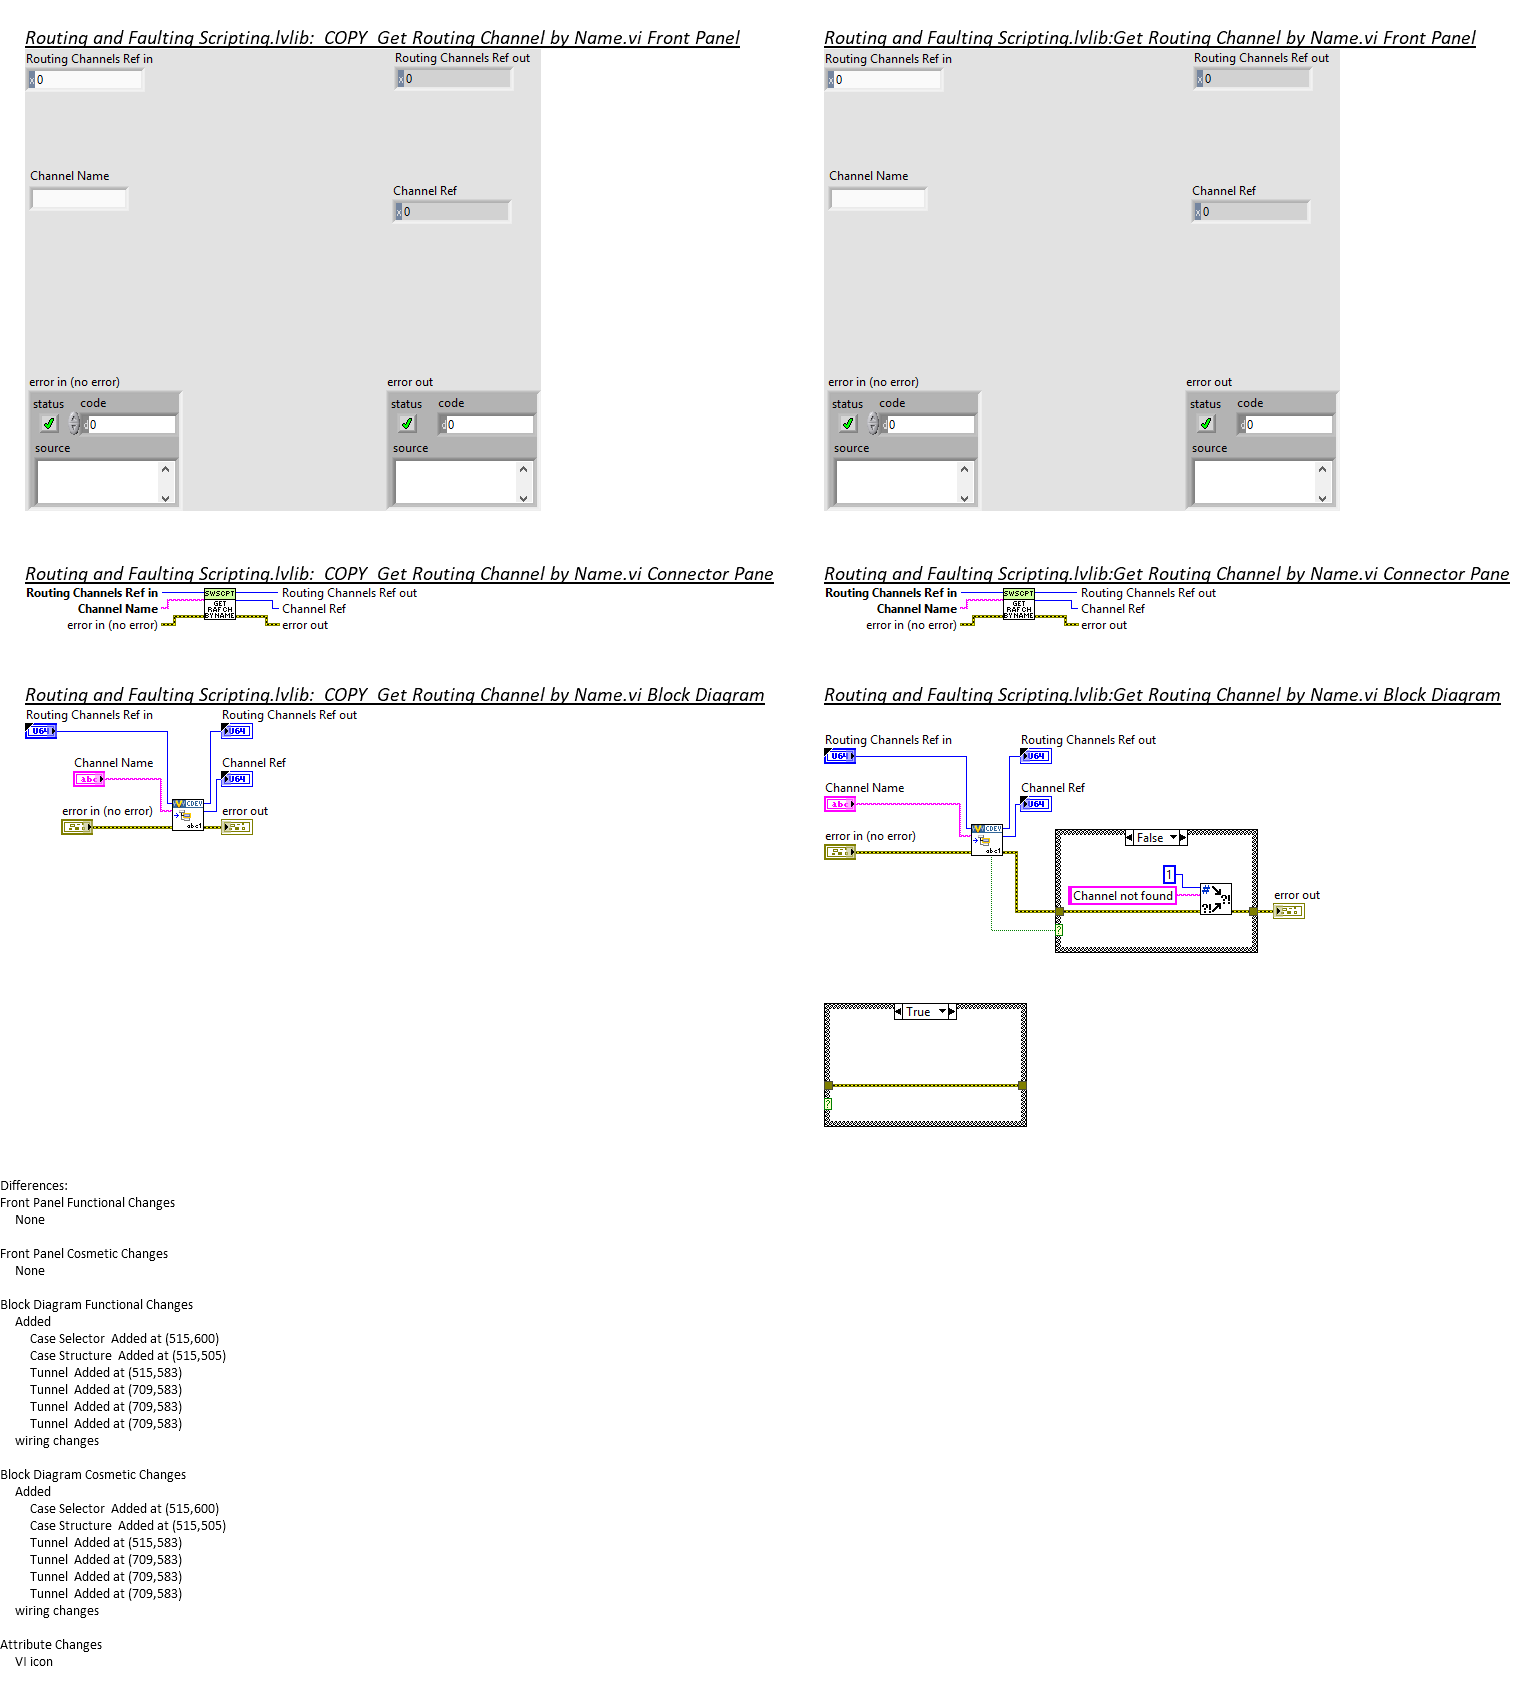 Routing and Faulting Scripting.lvlib:_COPY_Get Routing Channel by Name.vi Front Panel
Routing Channels Ref in
x 0
Routing Channels Ref out
x 0
Channel Name
Channel Ref
x 0
error in (no error)
status code
d 0
source
error out
status code
d 0
source
Routing and Faulting Scripting.lvlib:Get Routing Channel by Name.vi Front Panel
Routing Channels Ref in
x 0
Routing Channels Ref out
x 0
Channel Name
Channel Ref
x 0
error in (no error)
status code
d 0
source
error out
status code
d 0
source
Routing and Faulting Scripting.lvlib:_COPY_Get Routing Channel by Name.vi Connector Pane
Routing Channels Ref in
Channel Name
error in (no error)
SWSCPT
GET
RAF CH
BY NAME
Routing Channels Ref out
Channel Ref
error out
Routing and Faulting Scripting.lvlib:Get Routing Channel by Name.vi Connector Pane
Routing Channels Ref in
Channel Name
error in (no error)
SWSCPT
GET
RAF CH
BY NAME
Routing Channels Ref out
Channel Ref
error out
Routing and Faulting Scripting.lvlib:_COPY_Get Routing Channel by Name.vi Block Diagram
Routing Channels Ref in
U64
Routing Channels Ref out
U64
Channel Name
abc
Channel Ref
U64
error in (no error)
CDEV
abc1
error out
Routing and Faulting Scripting.lvlib:Get Routing Channel by Name.vi Block Diagram
Routing Channels Ref in
U64
Routing Channels Ref out
U64
Channel Name
abc
Channel Ref
U64
error in (no error)
CDEV
abc1
False
1
Channel not found
#
?!
?!
?
error out
True
?
Differences:
Front Panel Functional Changes
None
Front Panel Cosmetic Changes
None
Block Diagram Functional Changes
Added
Case Selector Added at (515,600)
Case Structure Added at (515,505)
Tunnel Added at (515,583)
Tunnel Added at (709,583)
Tunnel Added at (709,583)
Tunnel Added at (709,583)
wiring changes
Block Diagram Cosmetic Changes
Added
Case Selector Added at (515,600)
Case Structure Added at (515,505)
Tunnel Added at (515,583)
Tunnel Added at (709,583)
Tunnel Added at (709,583)
Tunnel Added at (709,583)
wiring changes
Attribute Changes
VI icon